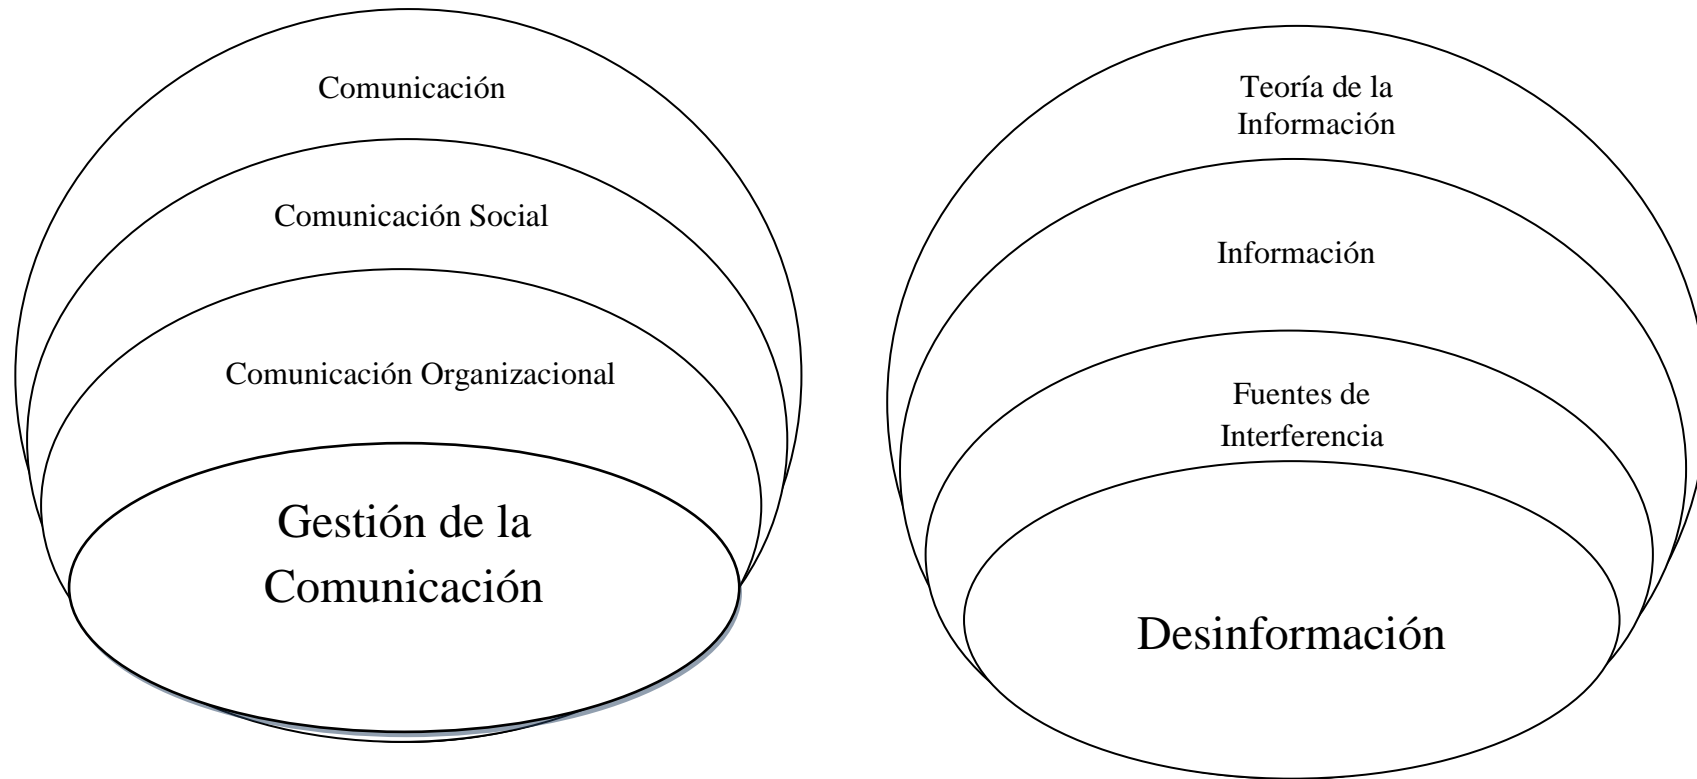 Comunicación
Comunicación Social
Comunicación Organizacional
Gestión de la
Comunicación
Teoría de la
Información
Información
Fuentes de
Interferencia
Desinformación